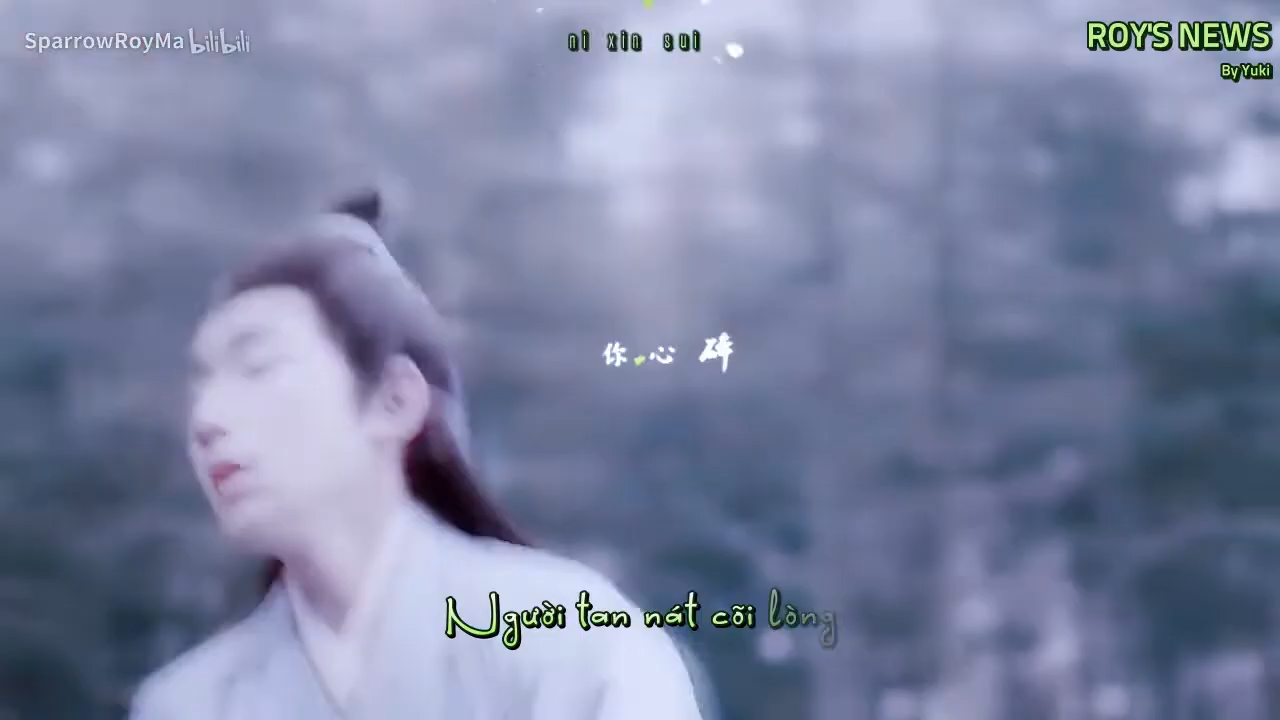 SparrowRoyMa bilibili
ni xin sui
ROY'S NEWS
By Yuki
你心碎
Người tan nát cõi lòng